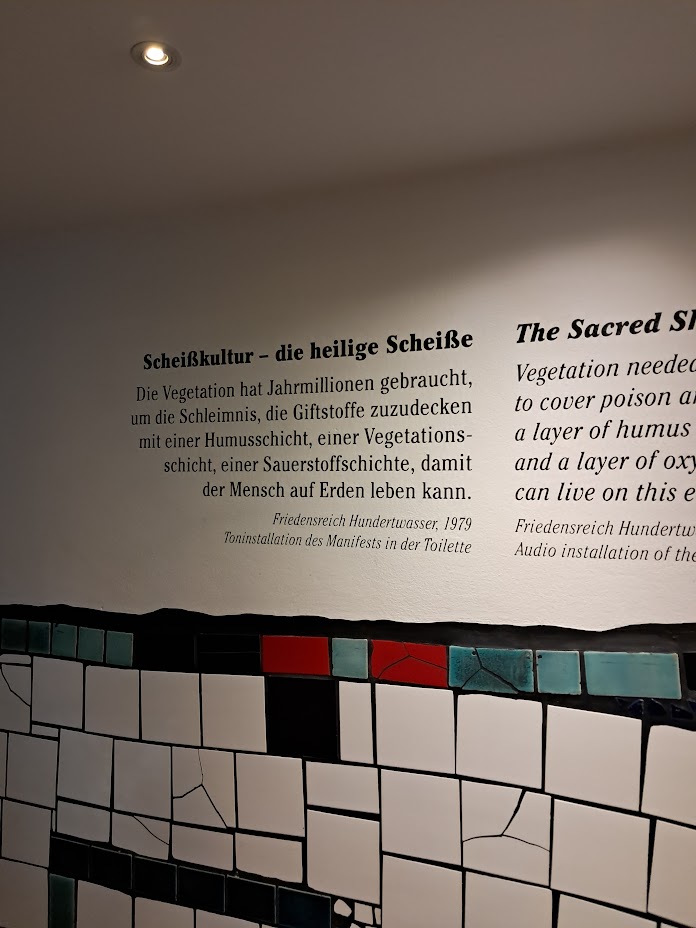 Scheißkultur – die heilige Scheiße
Die Vegetation hat Jahrmillionen gebraucht,
um die Schleimnis, die Giftstoffe zuzudecken
mit einer Humusschicht, einer Vegetations-
schicht, einer Sauerstoffschichte, damit
der Mensch auf Erden leben kann.
Friedensreich Hundertwasser, 1979
Toninstallation des Manifests in der Toilette
The Sacred
Vegetation needed
to cover poison
a layer of humus
and a layer of
can live on this
Friedensreich
Audio installation of the